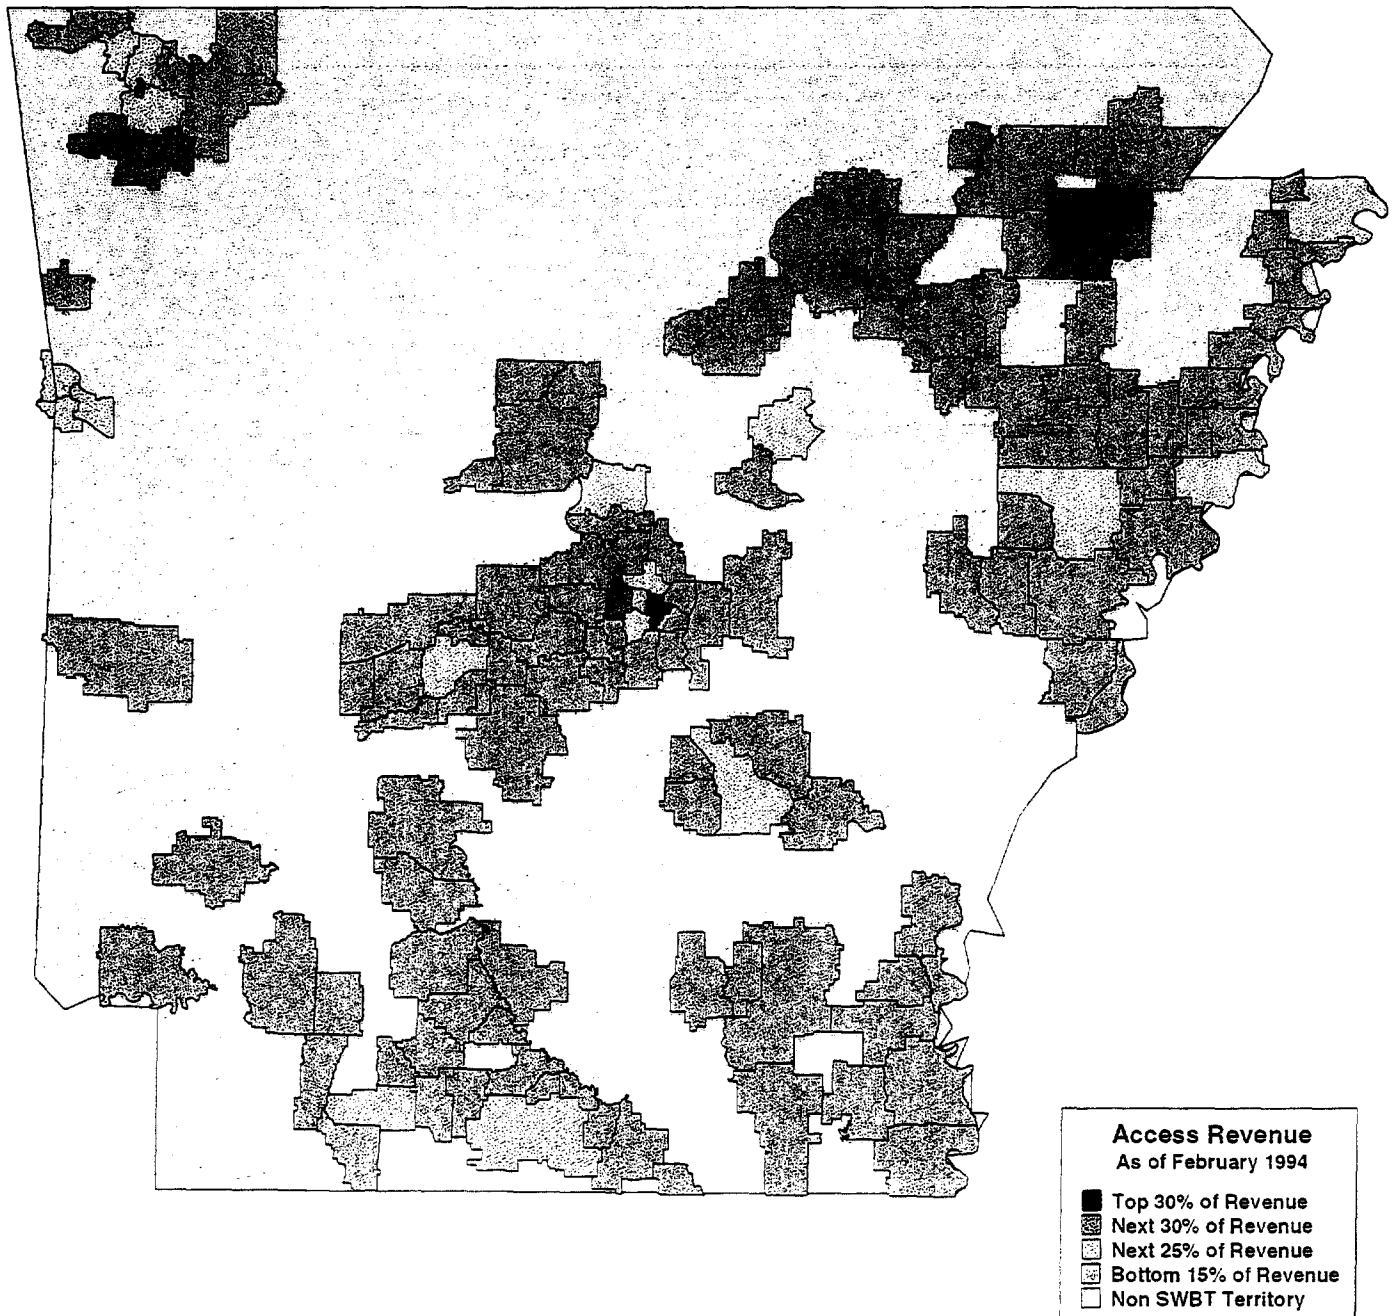 Access Revenue
As of February 1994
Top 30% of Revenue
Next 30% of Revenue
Next 25% of Revenue
Bottom 15% of Revenue
Non SWBT Territory